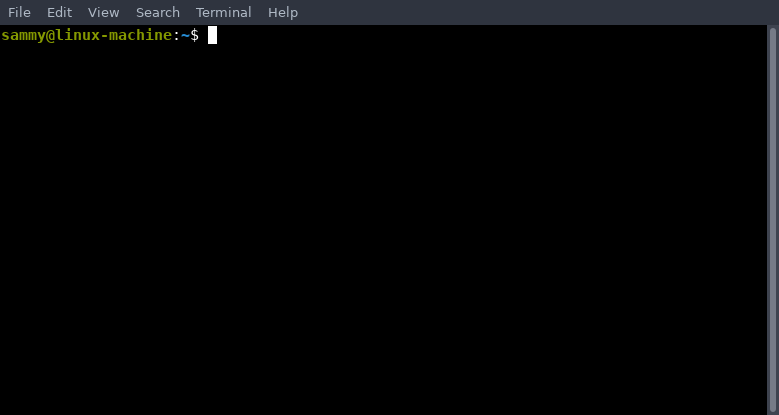 File Edit View Search Terminal Help
sammy@linux-machine:~$